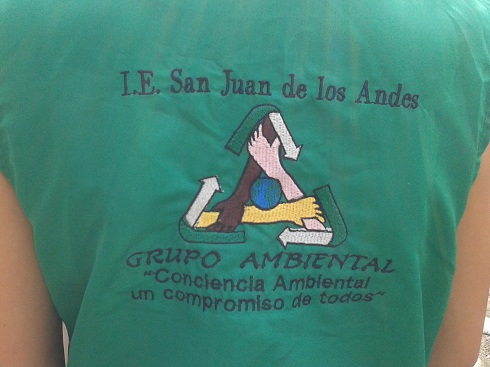 I.E. San Juan de los Andes
GRUPO AMBIENTAL
"Conciencia Ambiental
un compromiso de todos"